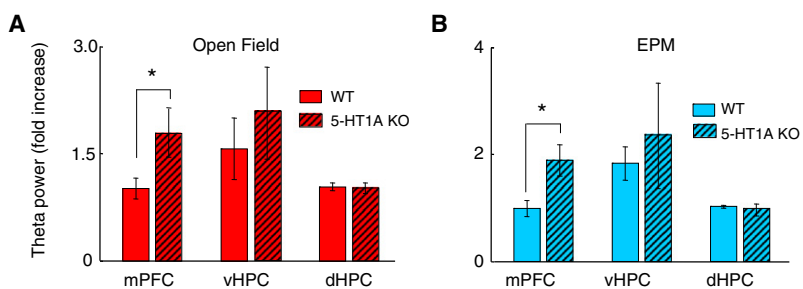 A
B
Open Field
EPM
Theta power (fold increase)
3.0
1.5
0
*
WT
5-HT1A KO
mPFC
vHPC
dHPC
4
2
0
*
WT
5-HT1A KO
mPFC
vHPC
dHPC